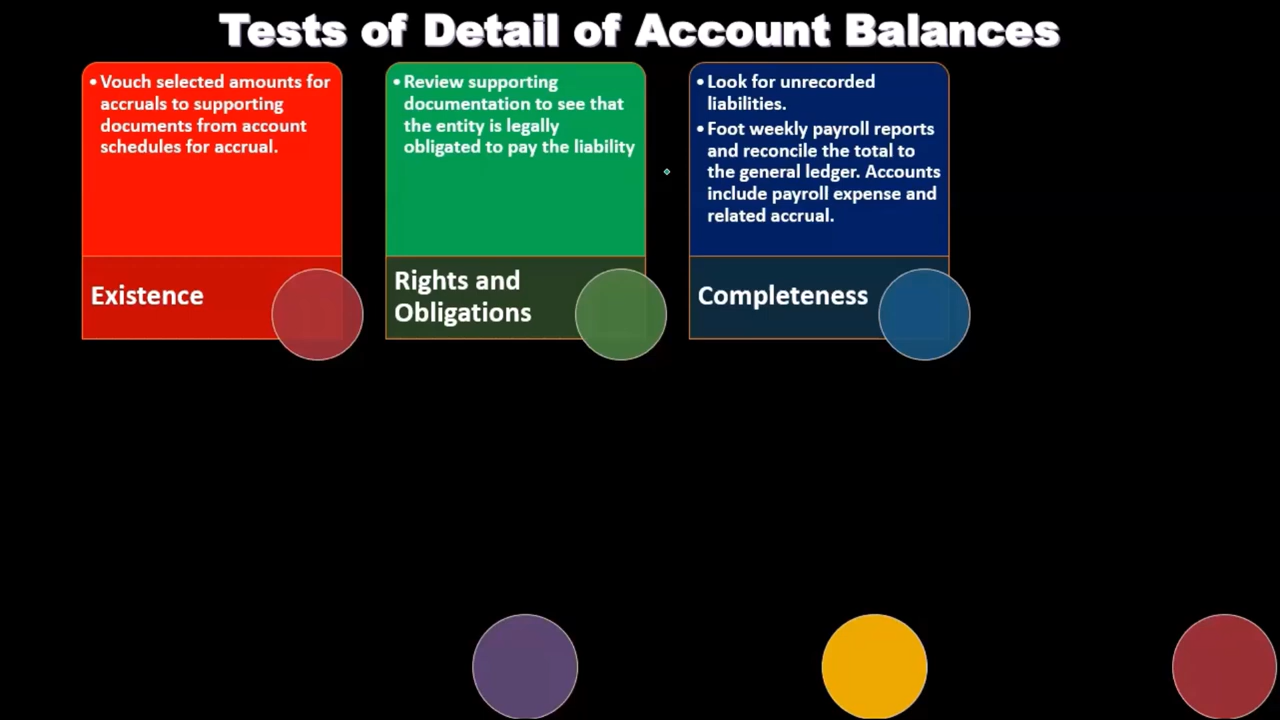 Tests of Detail of Account Balances
• Vouch selected amounts for
accruals to supporting
documents from account
schedules for accrual.
Existence
• Review supporting
documentation to see that
the entity is legally
obligated to pay the liability
Rights and
Obligations
• Look for unrecorded
liabilities.
• Foot weekly payroll reports
and reconcile the total to
the general ledger. Accounts
include payroll expense and
related accrual.
Completeness